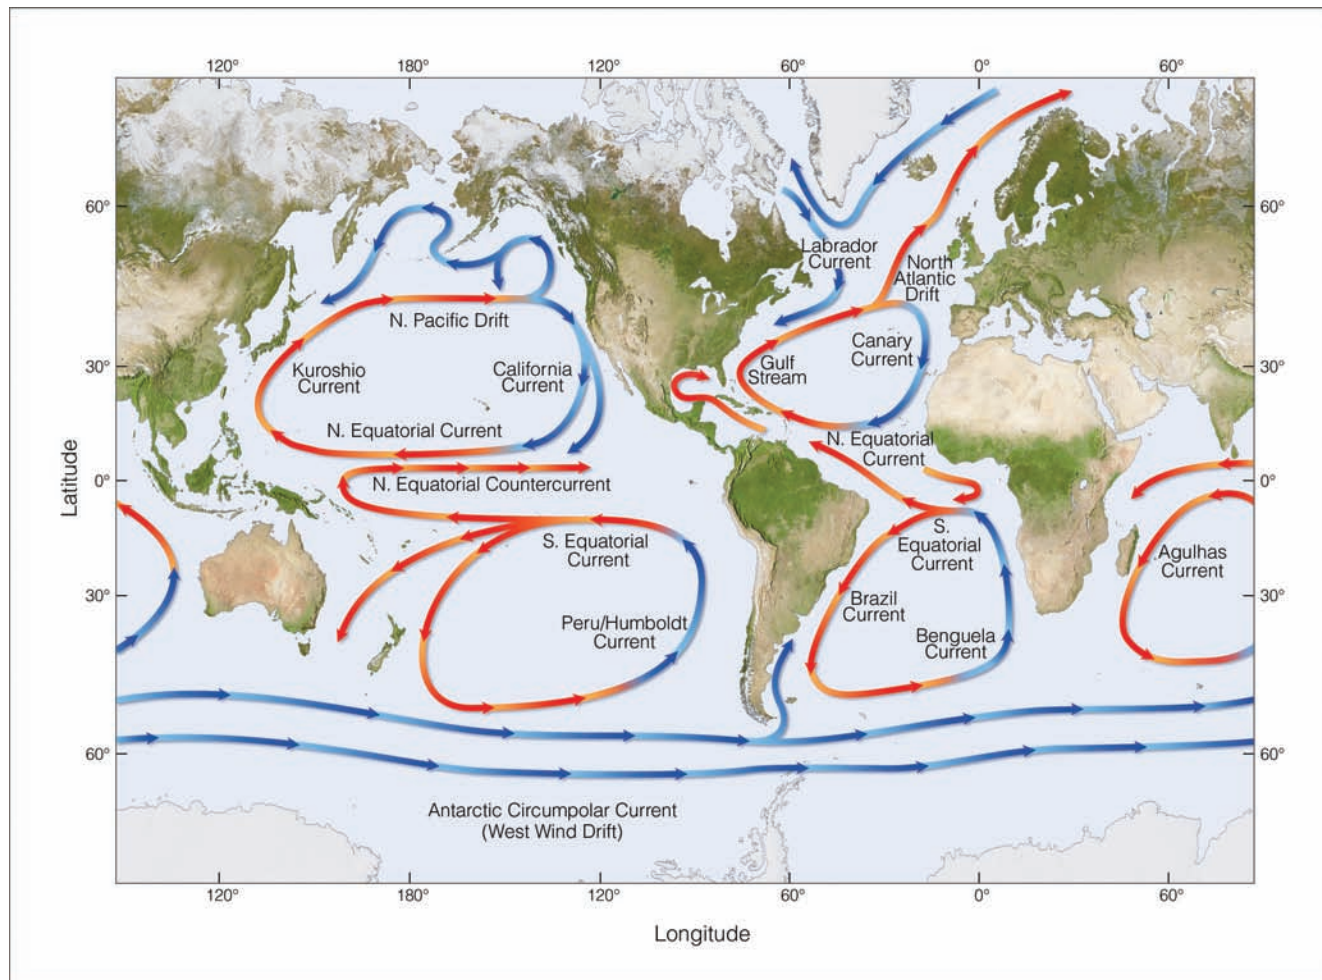 120°
180°
120°
60°
0°
60°
60°
60°
Labrador
Current
North
Atlantic
Drift
N. Pacific Drift
Canary
Current
30°
30°
Kuroshio
Current
California
Current
Gulf
Stream
N. Equatorial Current
N. Equatorial
Current
0°
0°
N. Equatorial Countercurrent
Latitude
S. Equatorial
Current
S.
Equatorial
Current
Agulhas
Current
30°
30°
Brazil
Current
Peru/Humboldt
Current
Benguela
Current
60°
60°
Antarctic Circumpolar Current
(West Wind Drift)
120°
180°
120°
60°
0°
60°
Longitude